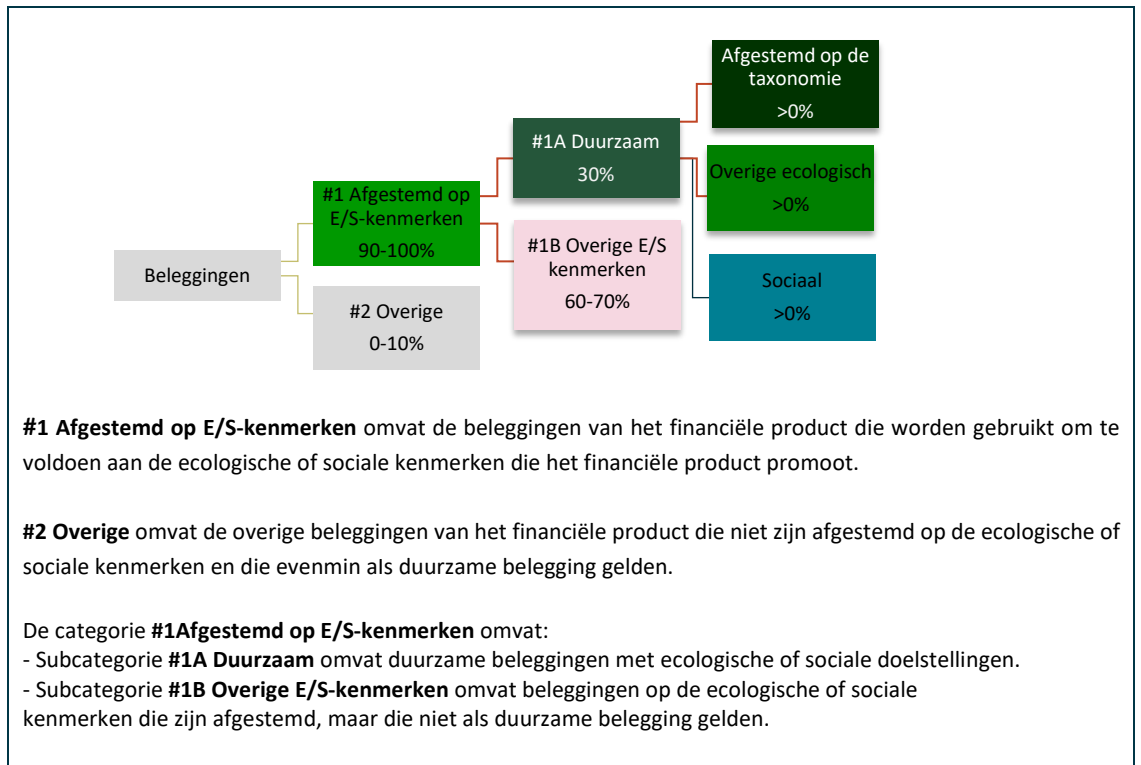 Afgestemd op de
taxonomie
>0%
#1A Duurzaam
30%
Overige ecologisch
>0%
#1 Afgestemd op
E/S-kenmerken
90-100%
#1B Overige E/S
kenmerken
60-70%
Beleggingen
Sociaal
>0%
#2 Overige
0-10%
#1 Afgestemd op E/S-kenmerken omvat de beleggingen van het financiële product die worden gebruikt om te
voldoen aan de ecologische of sociale kenmerken die het financiële product promoot.
#2 Overige omvat de overige beleggingen van het financiële product die niet zijn afgestemd op de ecologische of
sociale kenmerken en die evenmin als duurzame belegging gelden.
De categorie #1Afgestemd op E/S-kenmerken omvat:
- Subcategorie #1A Duurzaam omvat duurzame beleggingen met ecologische of sociale doelstellingen.
- Subcategorie #1B Overige E/S-kenmerken omvat beleggingen op de ecologische of sociale
kenmerken die zijn afgestemd, maar die niet als duurzame belegging gelden.